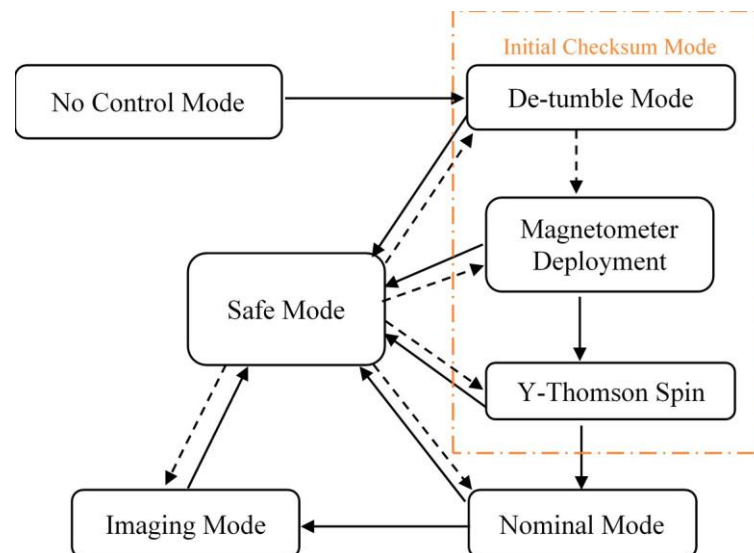 Initial Checksum Mode
No Control Mode
De-tumble Mode
Magnetometer
Deployment
Safe Mode
Y-Thomson Spin
Imaging Mode
Nominal Mode